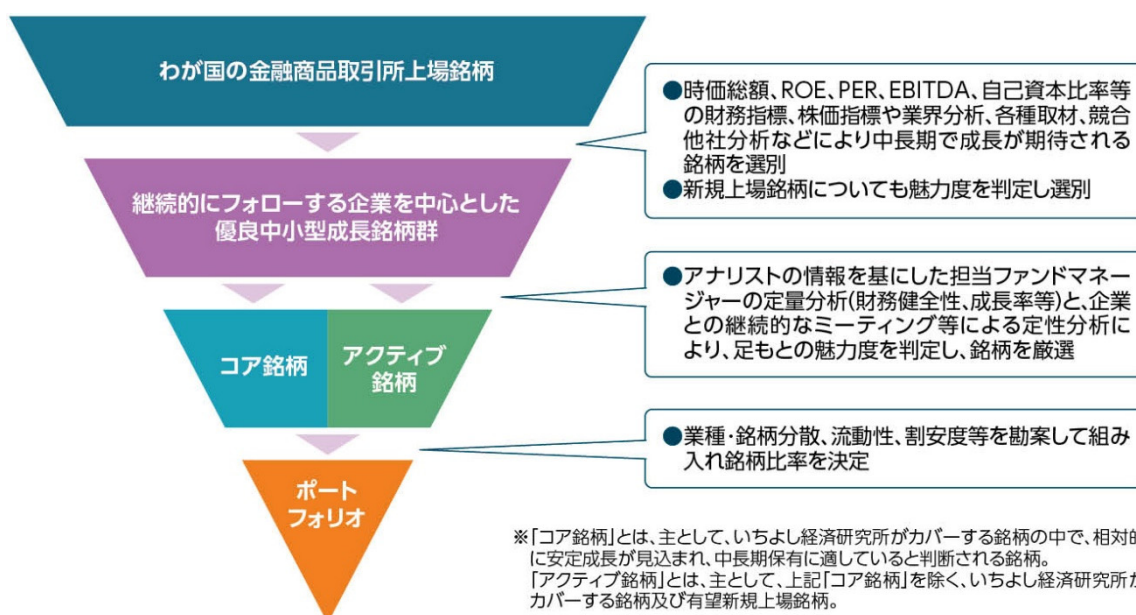 わが国の金融商品取引所上場銘柄
●時価総額、ROE、PER、EBITDA、自己資本比率等
の財務指標、株価指標や業界分析、各種取材、競合
他社分析などにより中長期で成長が期待される
銘柄を選別
●新規上場銘柄についても魅力度を判定し選別
継続的にフォローする企業を中心とした
優良中小型成長銘柄群
●アナリストの情報を基にした担当ファンドマネー
ジャーの定量分析(財務健全性、成長率等)と、企業
との継続的なミーティング等による定性分析に
より、足もとの魅力度を判定し、銘柄を厳選
コア銘柄
アクティブ
銘柄
●業種・銘柄分散、流動性、割安度等を勘案して組み
入れ銘柄比率を決定
ポート
フォリオ
※「コア銘柄」とは、主として、いちよし経済研究所がカバーする銘柄の中で、相対的
に安定成長が見込まれ、中長期保有に適していると判断される銘柄。
「アクティブ銘柄」とは、主として、上記「コア銘柄」を除く、いちよし経済研究所が
カバーする銘柄及び有望新規上場銘柄。